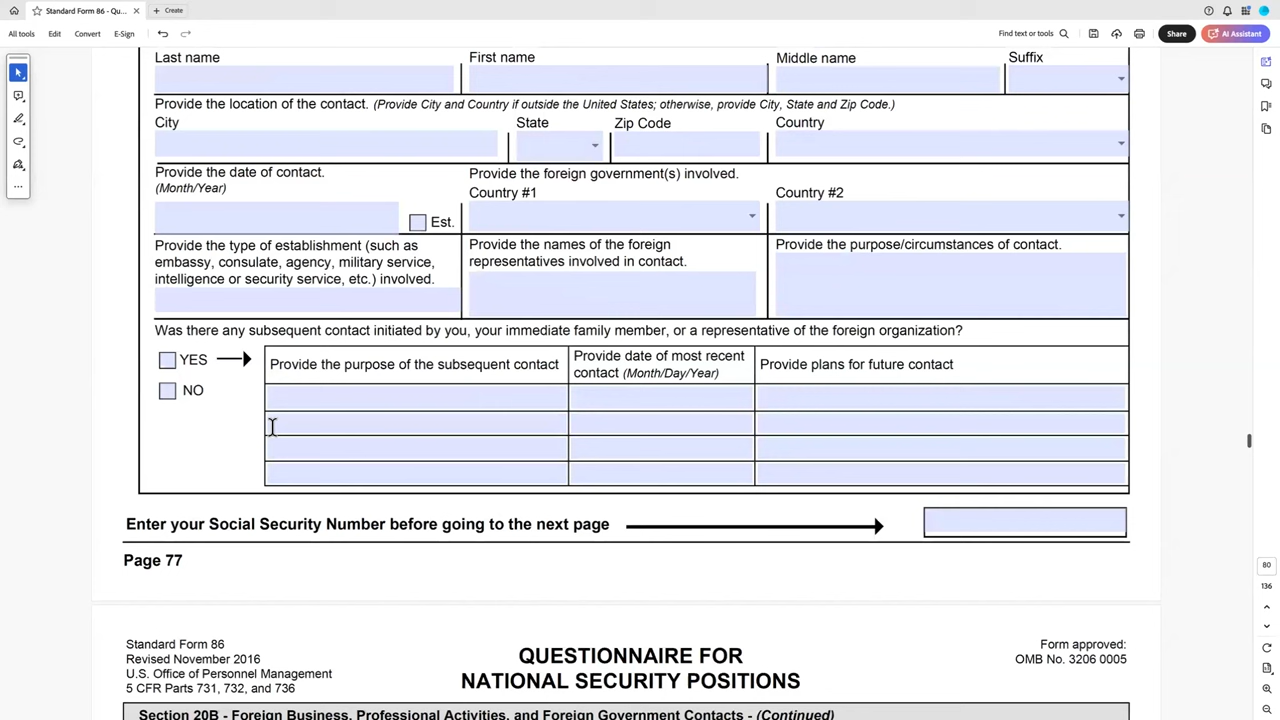 Standard Form 86 - Qu...
Create
All tools
Edit
Convert
E-Sign
Find text or tools
Share
AI Assistant
Last name
First name
Middle name
Suffix
Provide the location of the contact. (Provide City and Country if outside the United States; otherwise, provide City, State and Zip Code.)
City
State
Zip Code
Country
Provide the date of contact.
(Month/Year)
Est.
Provide the foreign government(s) involved.
Country #1
Country #2
Provide the type of establishment (such as
embassy, consulate, agency, military service,
intelligence or security service, etc.) involved.
Provide the names of the foreign
representatives involved in contact.
Provide the purpose/circumstances of contact.
Was there any subsequent contact initiated by you, your immediate family member, or a representative of the foreign organization?
YES
NO
Provide the purpose of the subsequent contact
Provide date of most recent
contact (Month/Day/Year)
Provide plans for future contact
Enter your Social Security Number before going to the next page
Page 77
80
136
Standard Form 86
Revised November 2016
U.S. Office of Personnel Management
5 CFR Parts 731, 732, and 736
QUESTIONNAIRE FOR
NATIONAL SECURITY POSITIONS
Form approved:
OMB No. 3206 0005
Section 20B - Foreign Business, Professional Activities, and Foreign Government Contacts - (Continued)